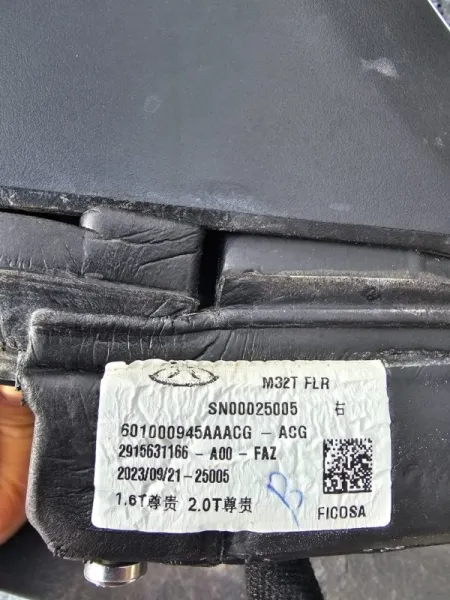 M32T FLR
SN00025005 右
601000945AAACG - ACG
2915631166 - A00 - FAZ
2023/09/21-25005
1.6T尊贵 2.0T尊贵
B
FICOSA